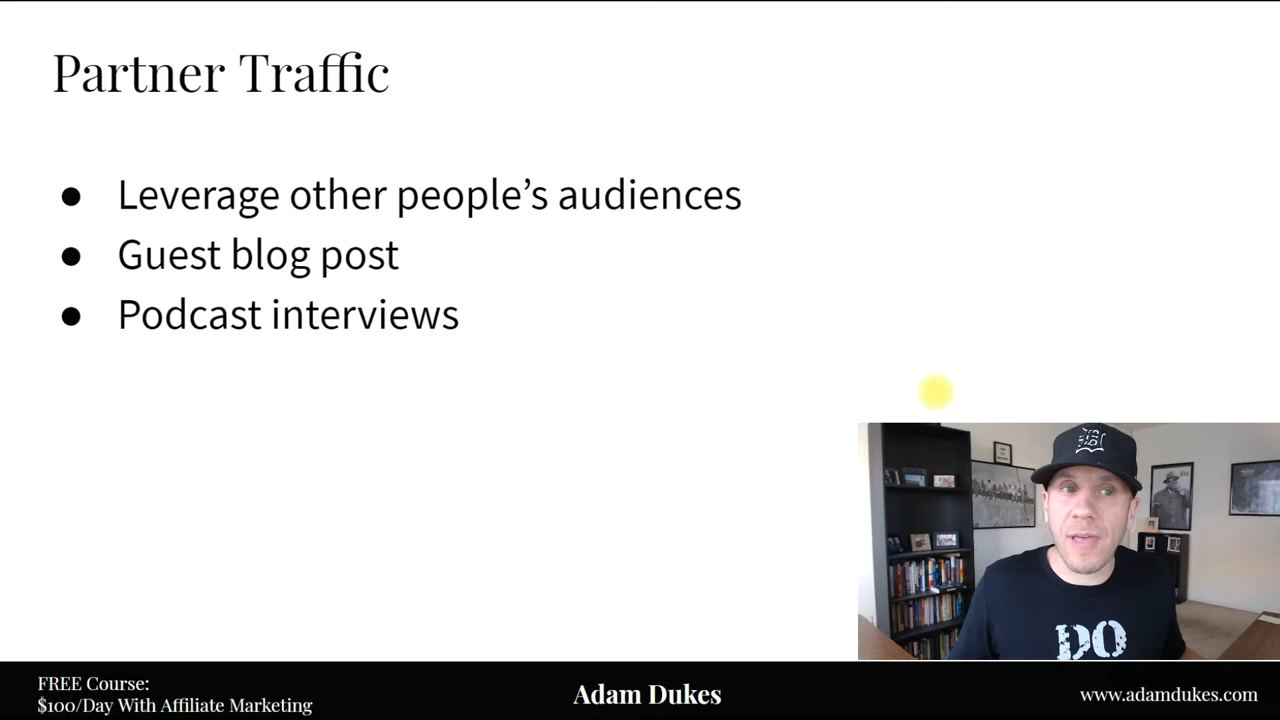 Partner Traffic
● Leverage other people’s audiences
● Guest blog post
● Podcast interviews
DO
FREE Course:
$100/Day With Affiliate Marketing
Adam Dukes
www.adamdukes.com